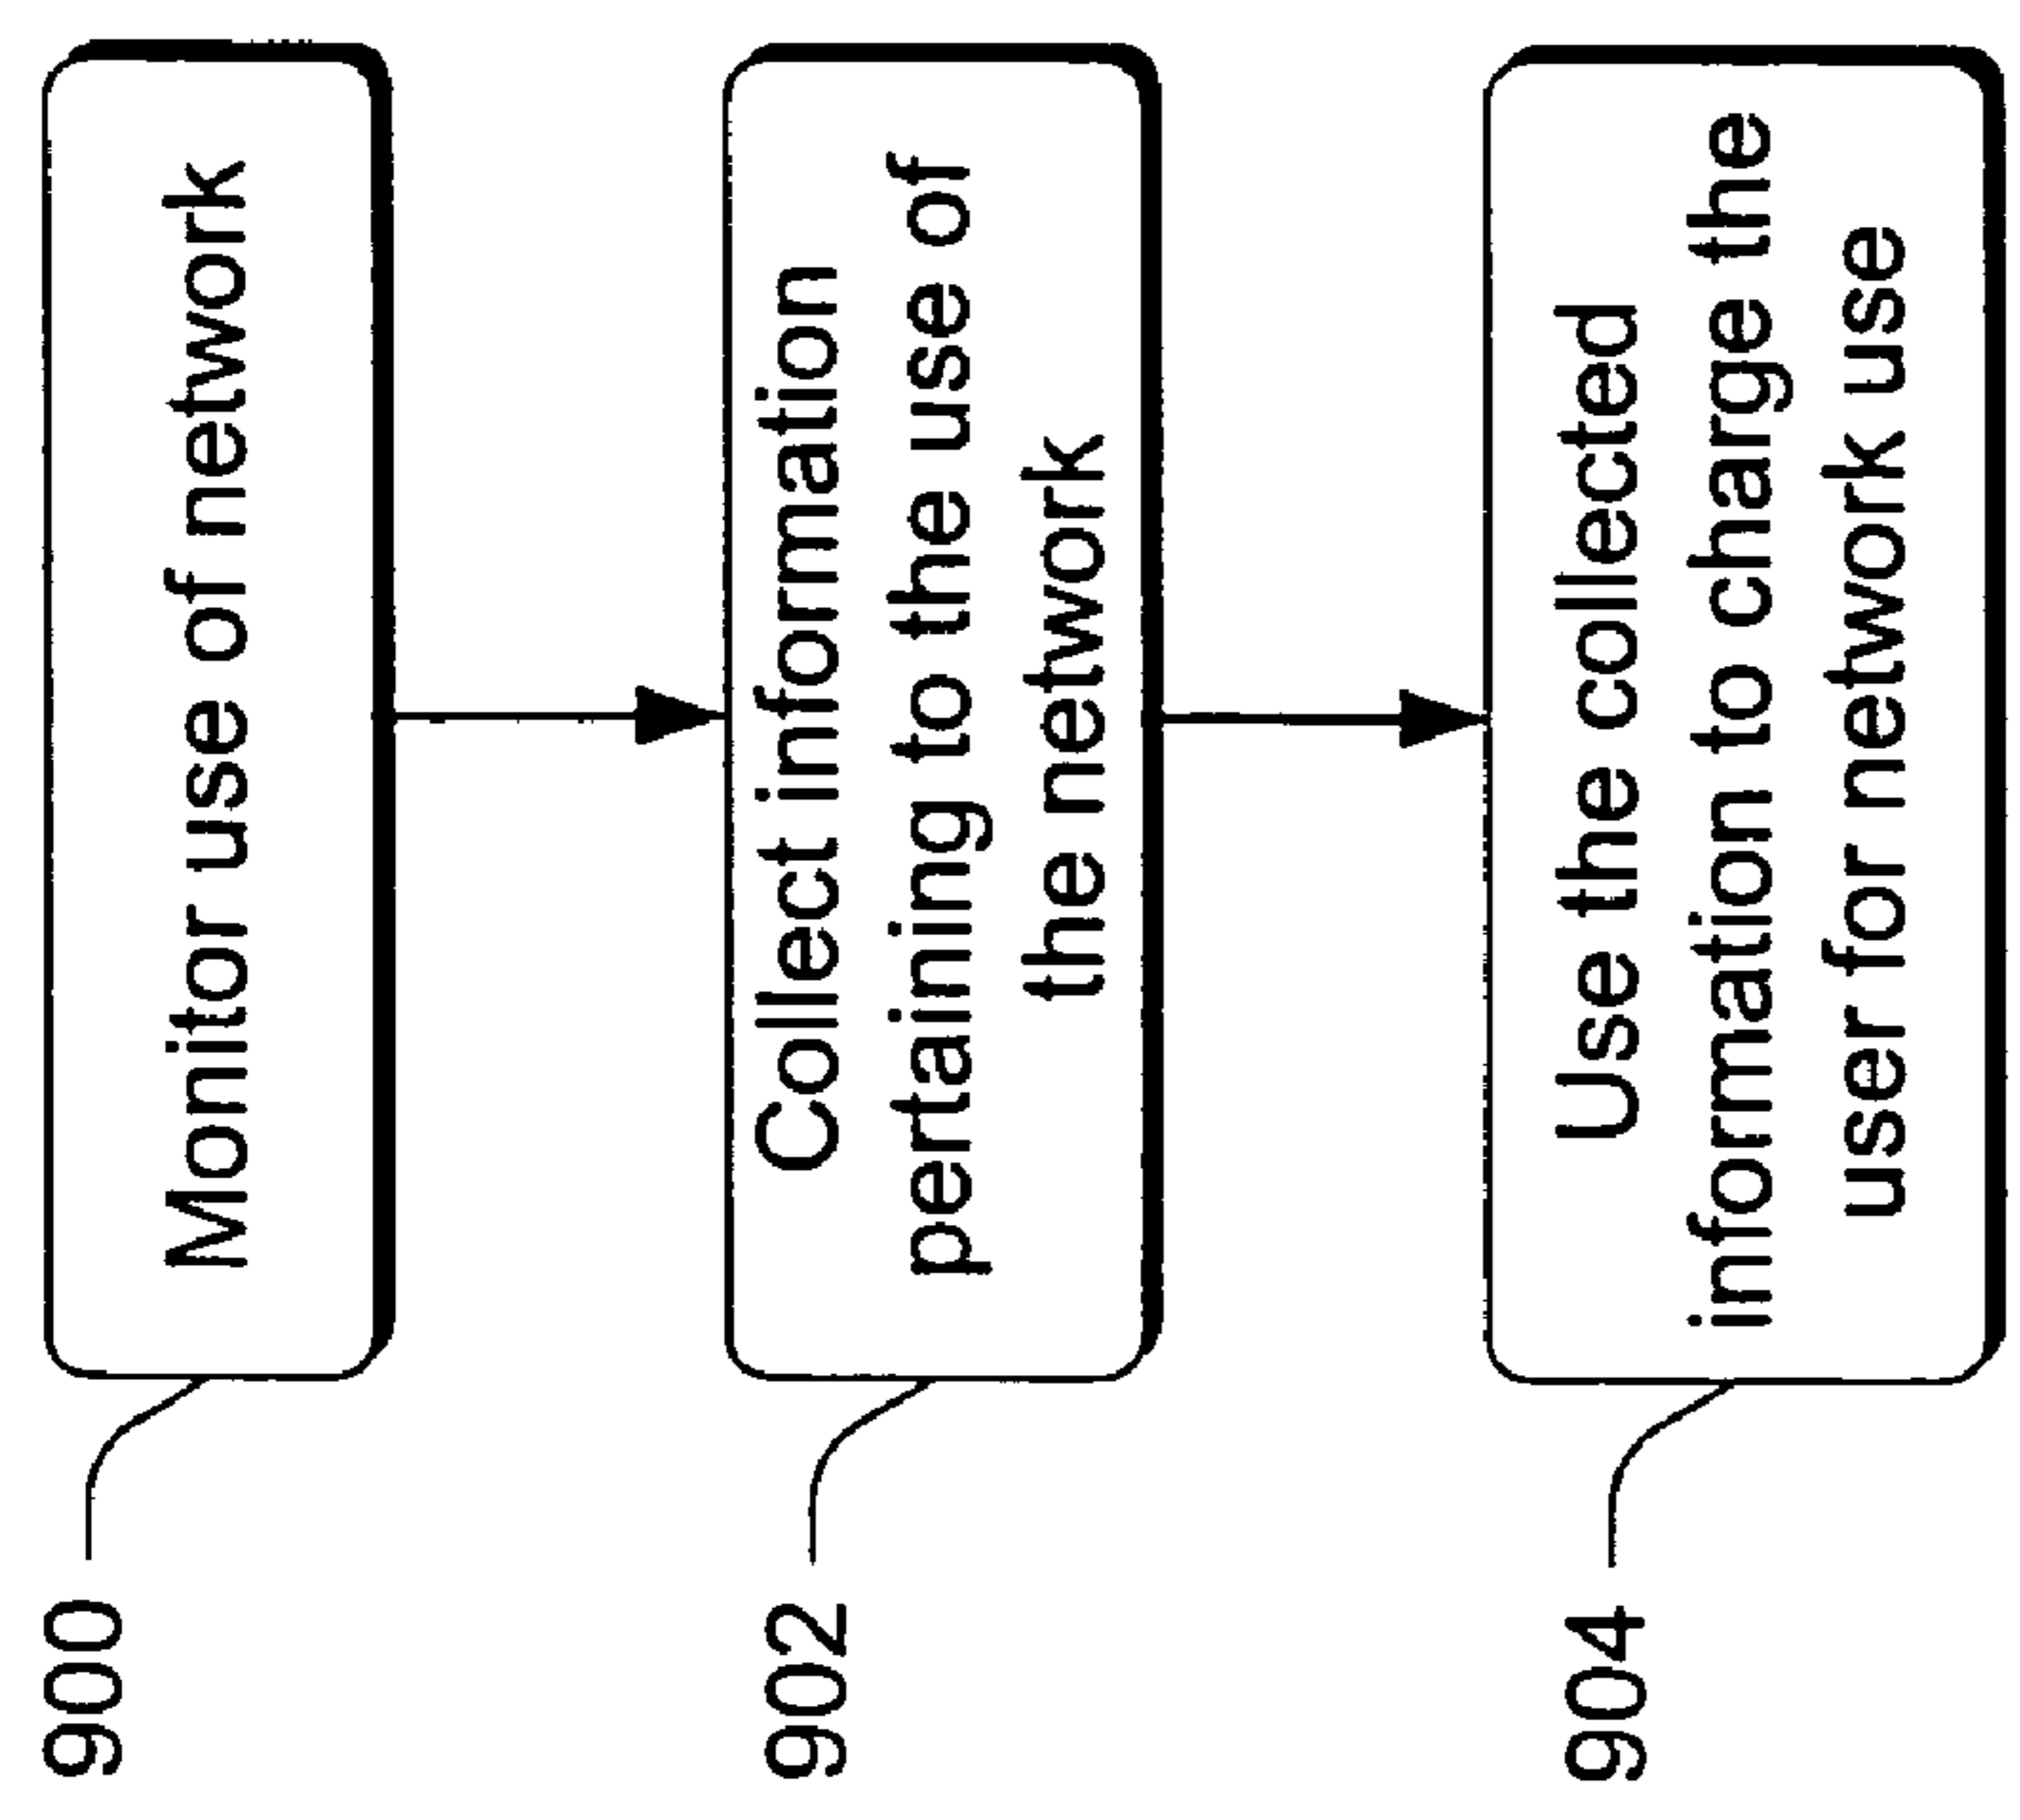 900
Monitor use of network
902
Collect information
pertaining to the use of
the network
904
Use the collected
information to charge the
user for network use